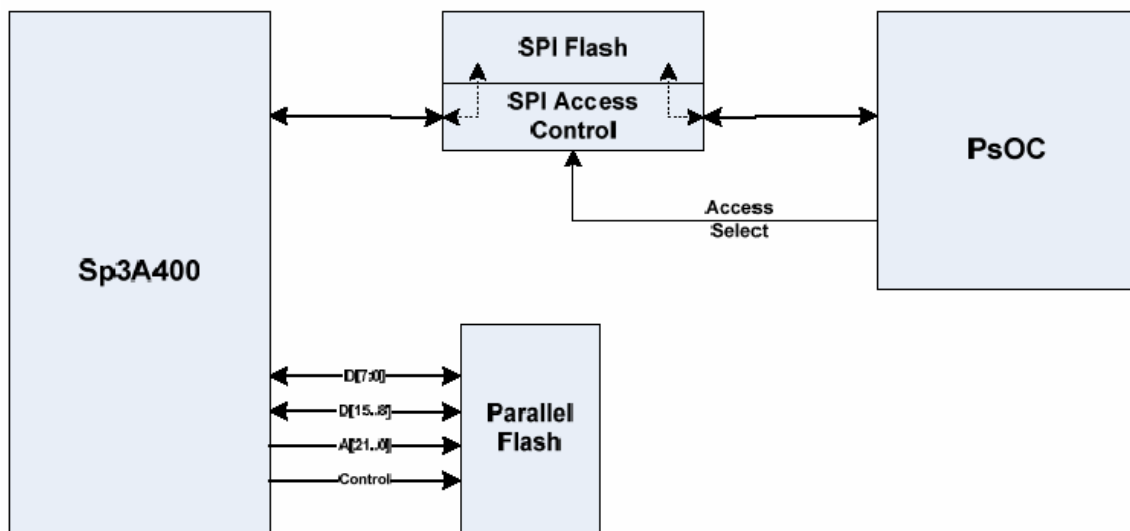 SPI Flash
SPI Access
Control
PsOC
Access
Select
Sp3A400
D[7:0]
D[15..8]
A[21..0]
Control
Parallel
Flash